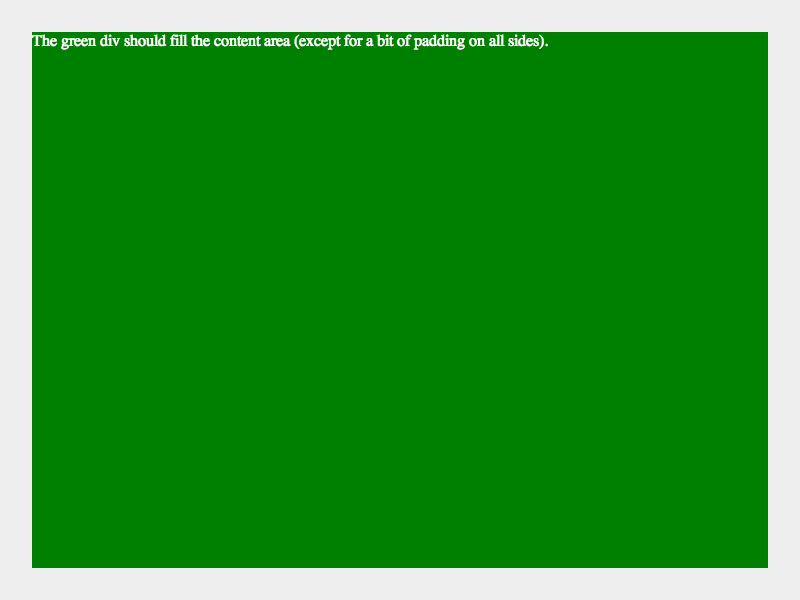 The green div should fill the content area (except for a bit of padding on all sides).